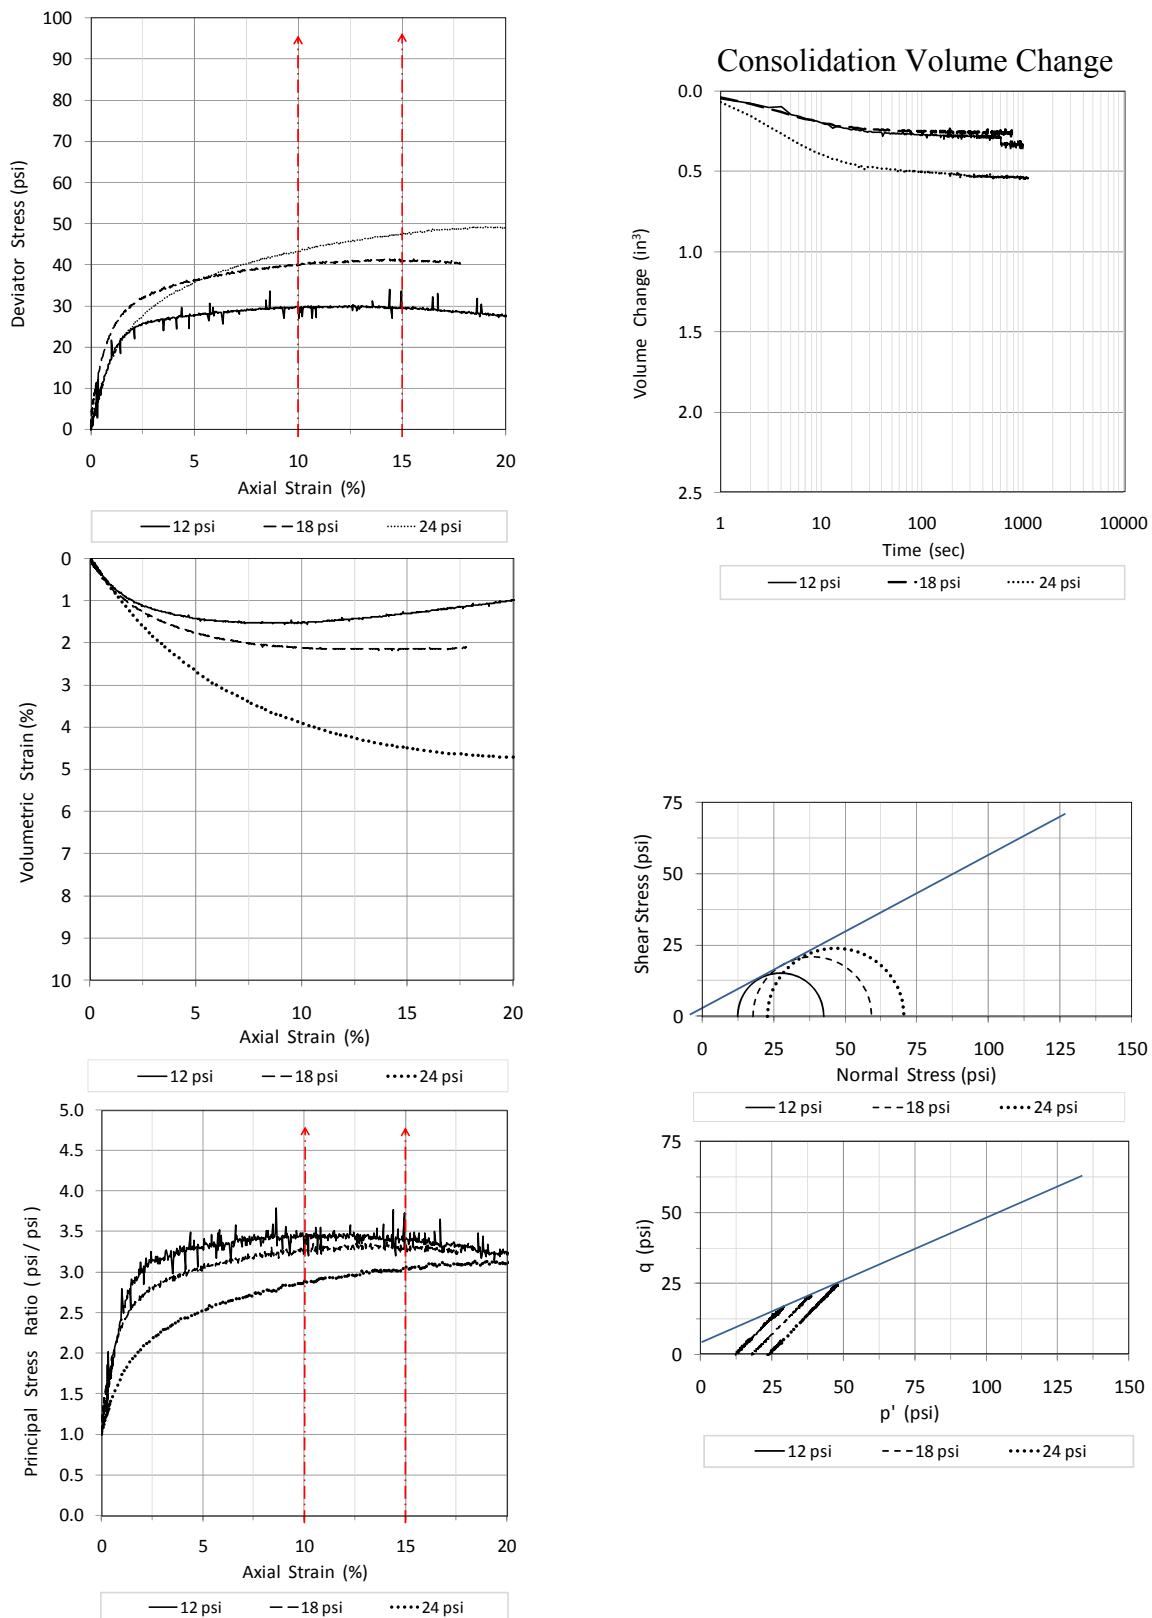 100
90
80
70
60
50
40
30
20
10
0
Deviator Stress (psi)
0 5 10 15 20
Axial Strain (%)
12 psi 18 psi 24 psi
0
1
2
3
4
5
6
7
8
9
10
Volumetric Strain (%)
0 5 10 15 20
Axial Strain (%)
12 psi 18 psi 24 psi
5.0
4.5
4.0
3.5
3.0
2.5
2.0
1.5
1.0
0.5
0.0
Principal Stress Ratio ( psi / psi )
0 5 10 15 20
Axial Strain (%)
12 psi 18 psi 24 psi
Consolidation Volume Change
0.0
0.5
1.0
1.5
2.0
2.5
Volume Change (in³)
1 10 100 1000 10000
Time (sec)
12 psi 18 psi 24 psi
75
50
25
0
Shear Stress (psi)
0 25 50 75 100 125 150
Normal Stress (psi)
12 psi 18 psi 24 psi
75
50
25
0
q (psi)
0 25 50 75 100 125 150
p' (psi)
12 psi 18 psi 24 psi